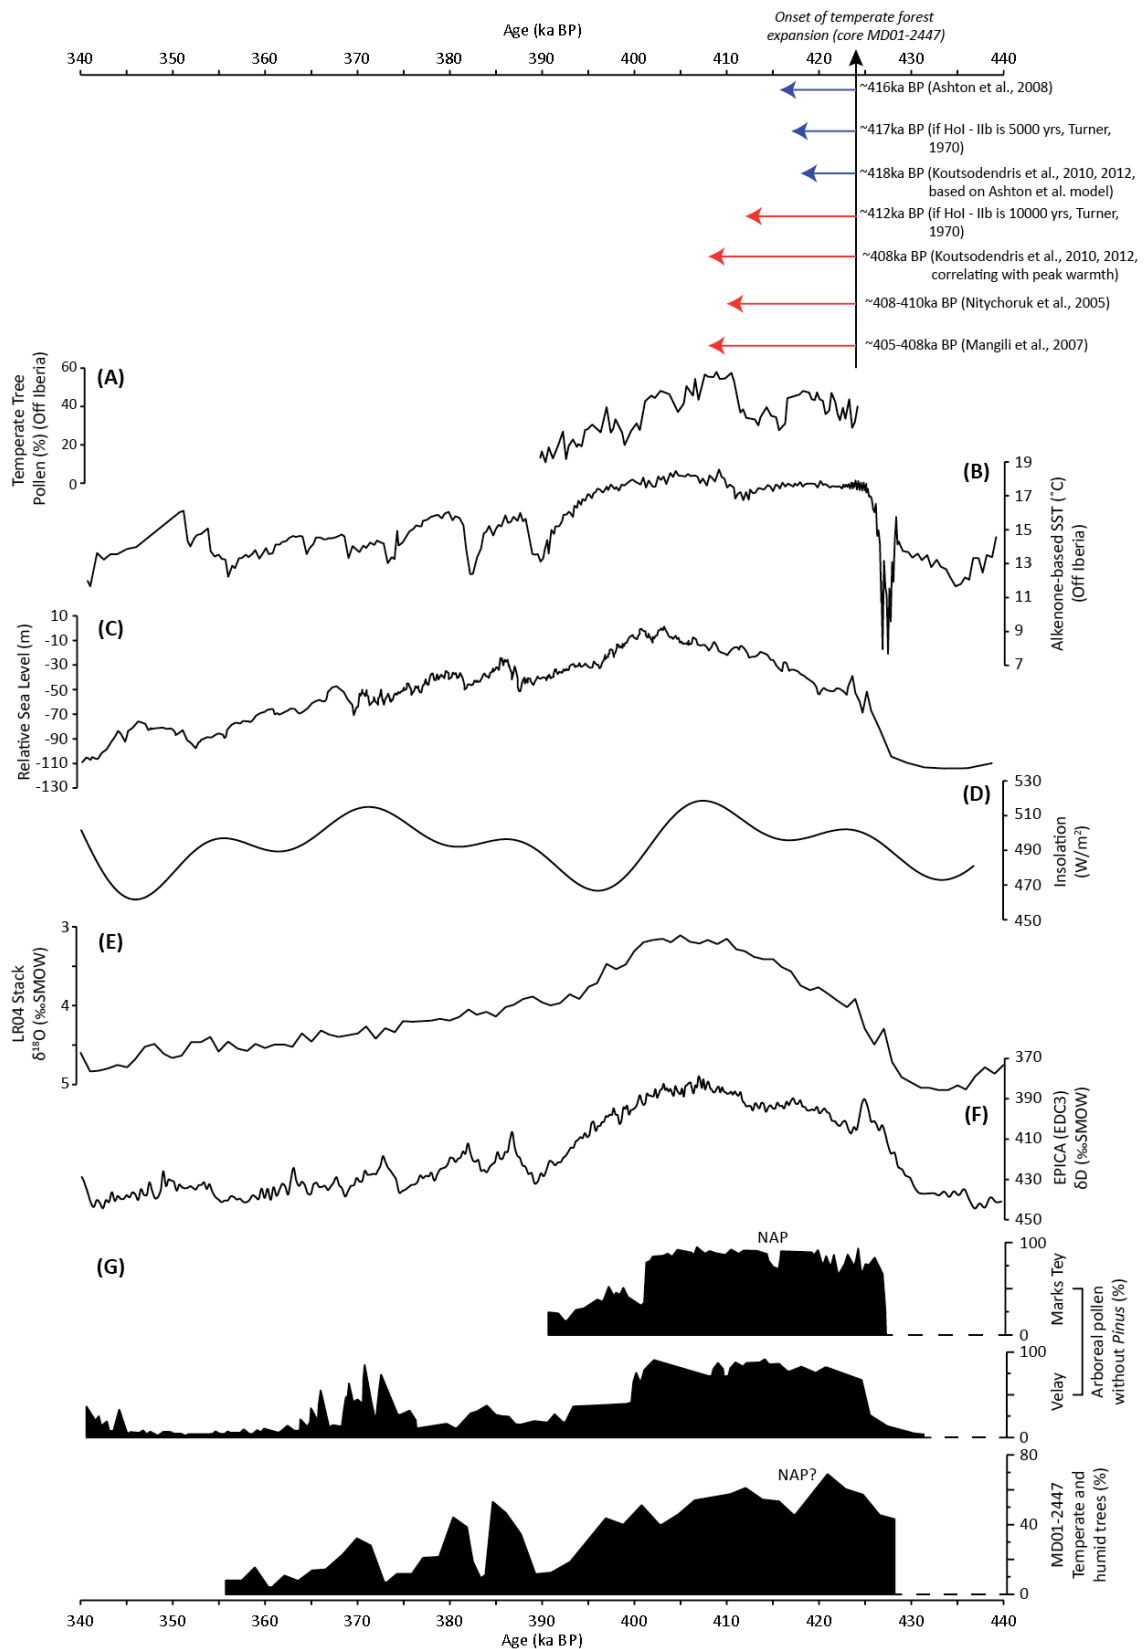 Onset of temperate forest
expansion (core MD01-2447)
Age (ka BP)
340 350 360 370 380 390 400 410 420 430 440
~416ka BP (Ashton et al., 2008)
~417ka BP (if HoI - IIb is 5000 yrs, Turner,
1970)
~418ka BP (Koutsodendris et al., 2010, 2012,
based on Ashton et al. model)
~412ka BP (if HoI - IIb is 10000 yrs, Turner,
1970)
~408ka BP (Koutsodendris et al., 2010, 2012,
correlating with peak warmth)
~408-410ka BP (Nitychoruk et al., 2005)
~405-408ka BP (Mangili et al., 2007)
(A)
Temperate Tree
Pollen (%) (Off Iberia)
60
40
20
0
(B)
Alkenone-based SST (˚C)
(Off Iberia)
19
17
15
13
11
9
7
(C)
Relative Sea Level (m)
10
-10
-30
-50
-70
-90
-110
-130
(D)
Insolation
(W/m²)
530
510
490
470
450
(E)
LR04 Stack
δ¹⁸O (‰SMOW)
3
4
5
(F)
EPICA (EDC3)
δD (‰SMOW)
370
390
410
430
450
(G)
NAP
100
0
Marks Tey
100
0
Velay
Arboreal pollen
without Pinus (%)
NAP?
80
40
0
MD01-2447
Temperate and
humid trees (%)
340 350 360 370 380 390 400 410 420 430 440
Age (ka BP)